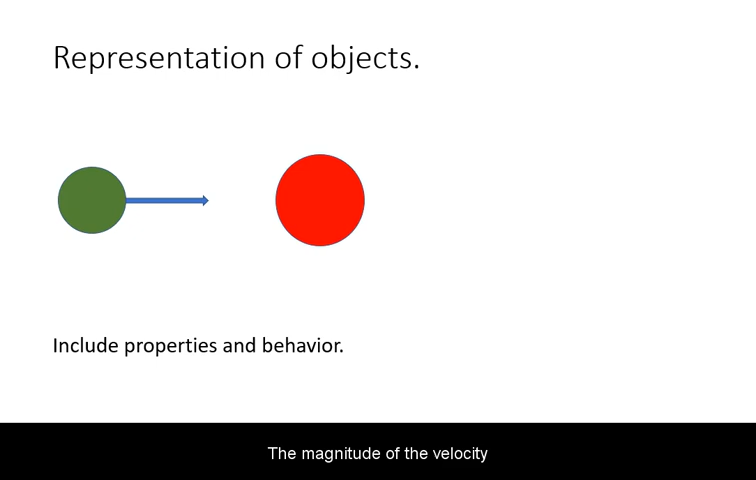 Representation of objects.
Include properties and behavior.
The magnitude of the velocity